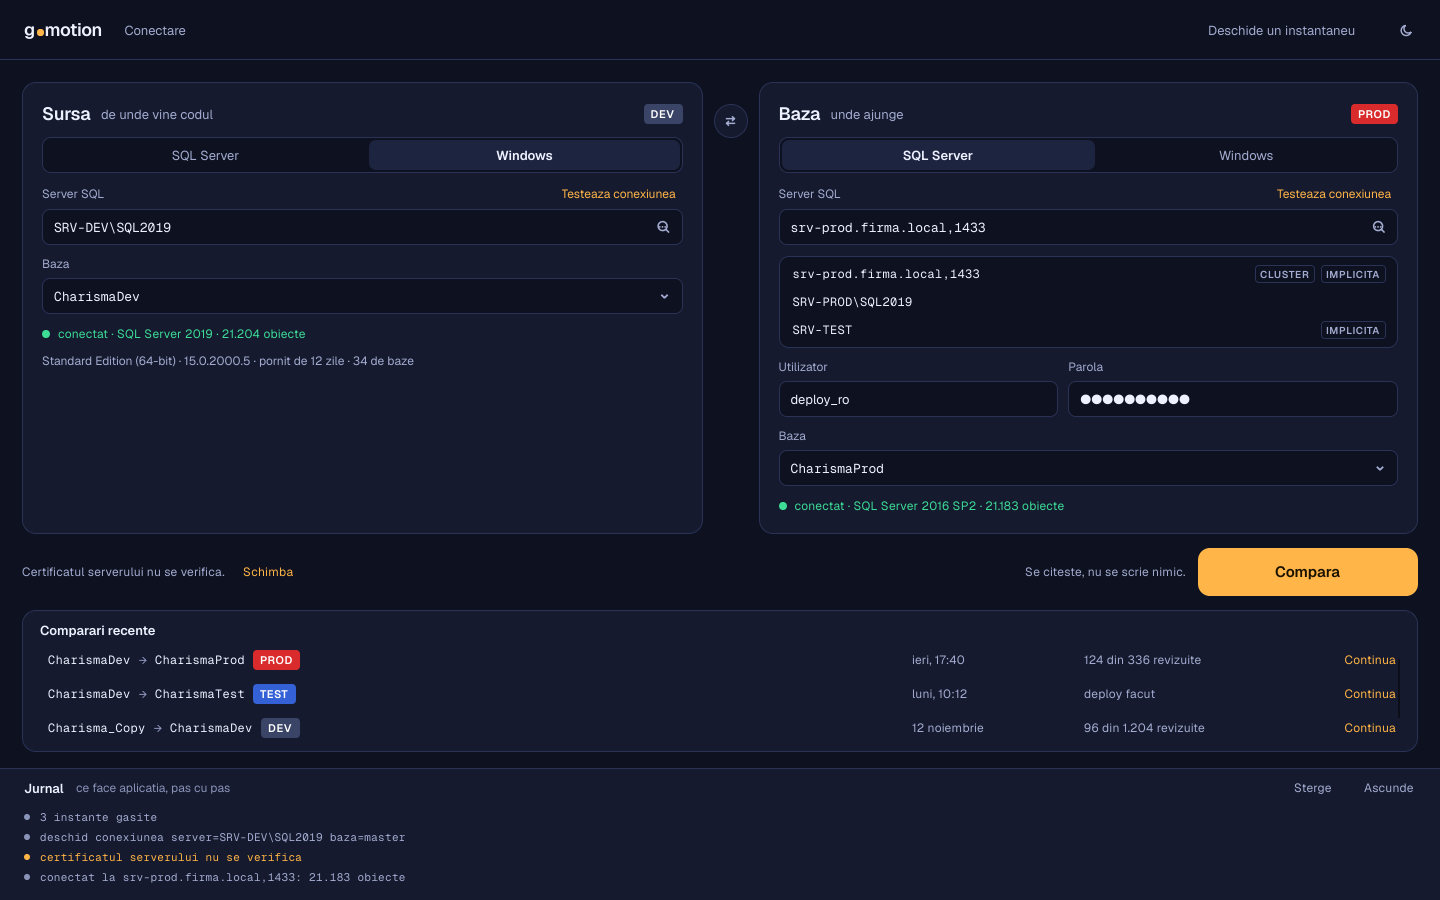 g●motion Conectare Deschide un instantaneu
Sursa de unde vine codul DEV
SQL Server Windows
Server SQL Testeaza conexiunea
SRV-DEV\SQL2019
Baza
CharismaDev
conectat · SQL Server 2019 · 21.204 obiecte
Standard Edition (64-bit) · 15.0.2000.5 · pornit de 12 zile · 34 de baze
Baza unde ajunge PROD
SQL Server Windows
Server SQL Testeaza conexiunea
srv-prod.firma.local,1433
srv-prod.firma.local,1433 CLUSTER IMPLICITA
SRV-PROD\SQL2019
SRV-TEST IMPLICITA
Utilizator Parola
deploy_ro ●●●●●●●●●●
Baza
CharismaProd
conectat · SQL Server 2016 SP2 · 21.183 obiecte
Certificatul serverului nu se verifica. Schimba Se citeste, nu se scrie nimic. Compara
Comparari recente
CharismaDev → CharismaProd PROD ieri, 17:40 124 din 336 revizuite Continua
CharismaDev → CharismaTest TEST luni, 10:12 deploy facut Continua
Charisma_Copy → CharismaDev DEV 12 noiembrie 96 din 1.204 revizuite Continua
Jurnal ce face aplicatia, pas cu pas Sterge Ascunde
3 instante gasite
deschid conexiunea server=SRV-DEV\SQL2019 baza=master
certificatul serverului nu se verifica
conectat la srv-prod.firma.local,1433: 21.183 obiecte